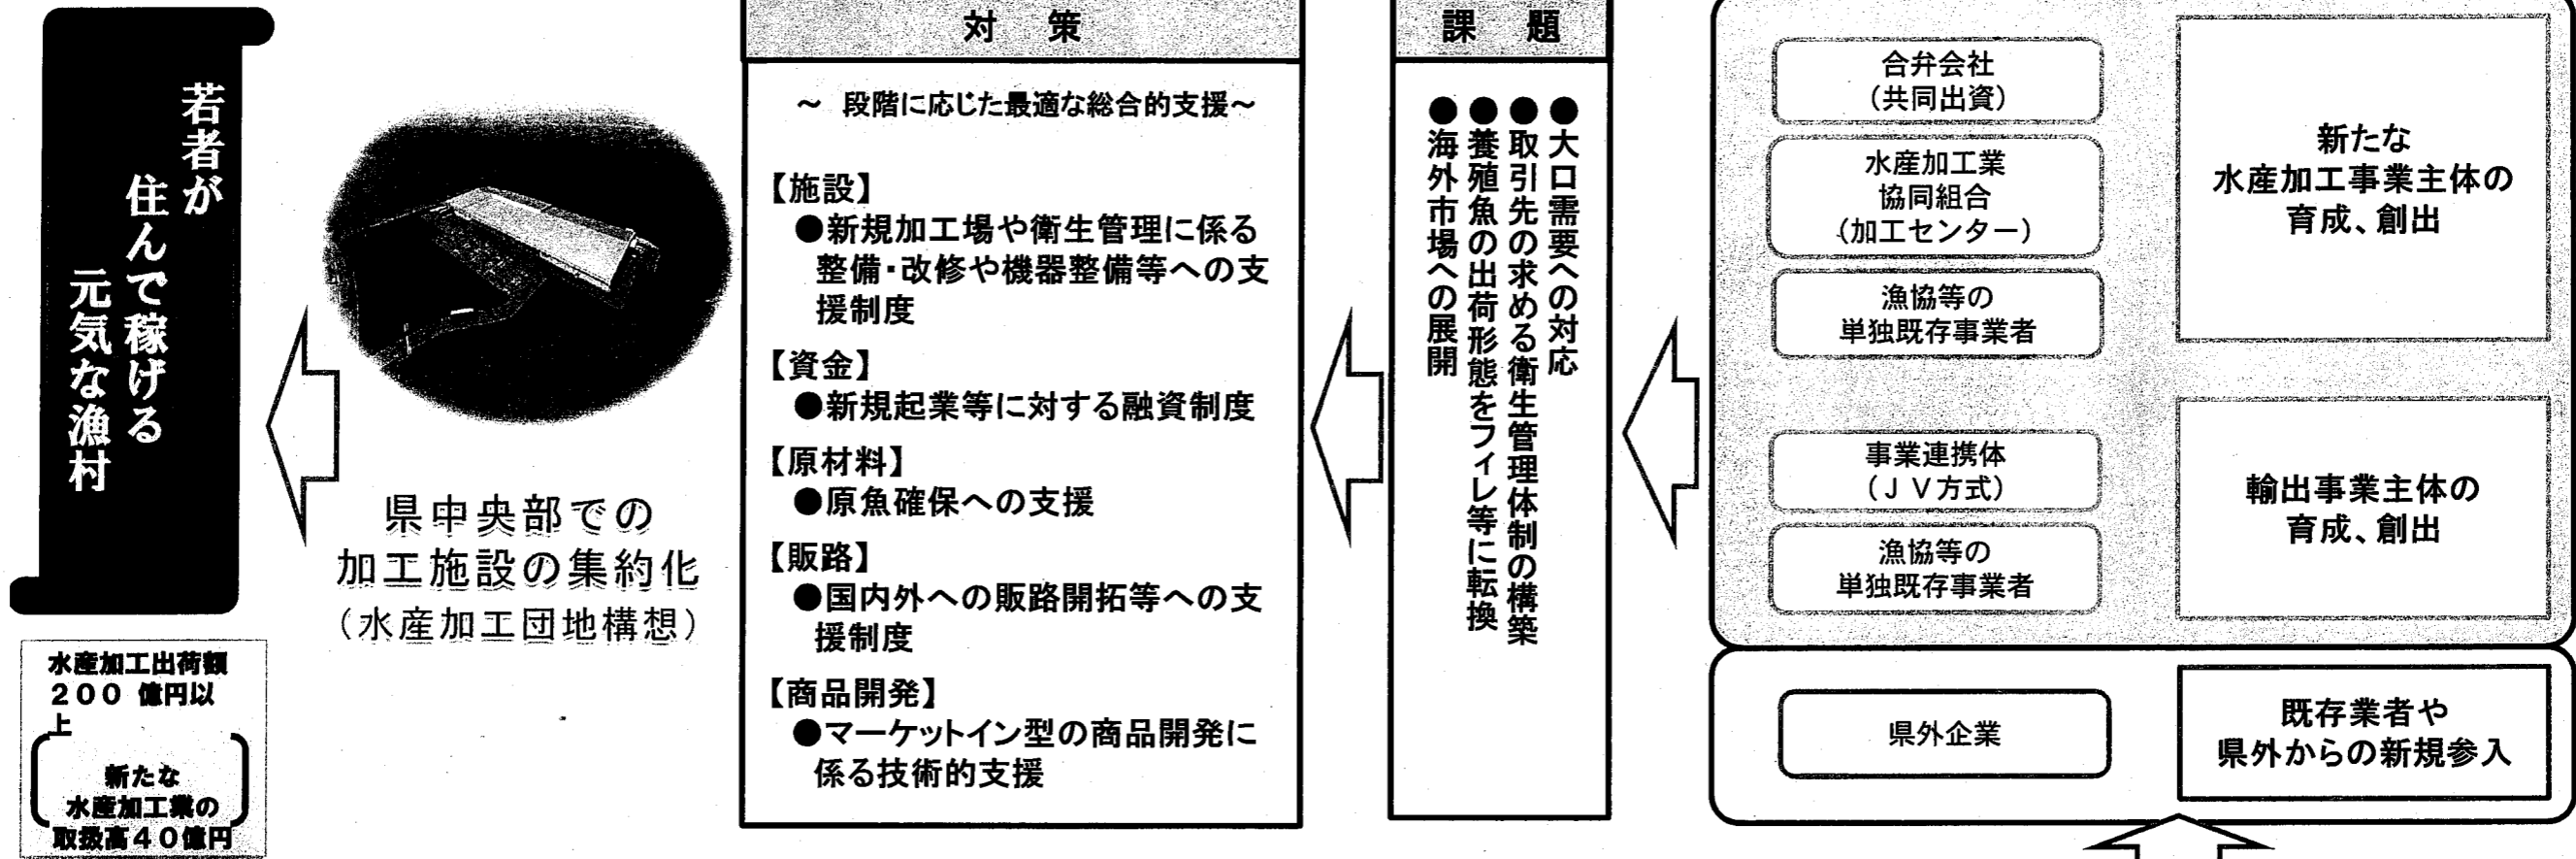 若者が
住んで稼げる
元気な漁村
水産加工出荷額
200 億円以
上
新たな
水産加工業の
取扱高40億円
県中央部での
加工施設の集約化
(水産加工団地構想)
対 策
～ 段階に応じた最適な総合的支援～
【施設】
●新規加工場や衛生管理に係る
整備・改修や機器整備等への支
援制度
【資金】
●新規起業等に対する融資制度
【原材料】
●原魚確保への支援
【販路】
●国内外への販路開拓等への支
援制度
【商品開発】
●マーケットイン型の商品開発に
係る技術的支援
課 題
●大口需要への対応
●取引先の求める衛生管理体制の構築
●養殖魚の出荷形態をフィレ等に転換
●海外市場への展開
合弁会社
(共同出資)
水産加工業
協同組合
(加工センター)
漁協等の
単独既存事業者
新たな
水産加工事業主体の
育成、創出
事業連携体
(JV方式)
漁協等の
単独既存事業者
輸出事業主体の
育成、創出
県外企業
既存業者や
県外からの新規参入